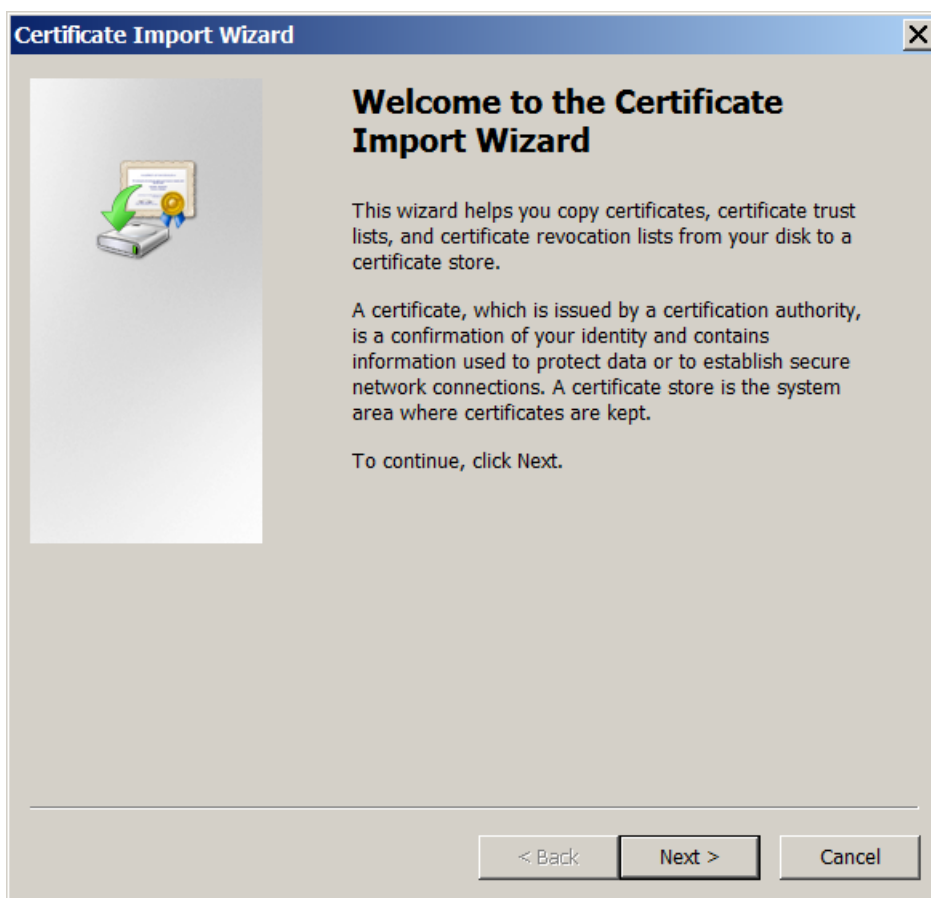 Certificate Import Wizard
Welcome to the Certificate
Import Wizard
This wizard helps you copy certificates, certificate trust
lists, and certificate revocation lists from your disk to a
certificate store.
A certificate, which is issued by a certification authority,
is a confirmation of your identity and contains
information used to protect data or to establish secure
network connections. A certificate store is the system
area where certificates are kept.
To continue, click Next.
< Back Next > Cancel